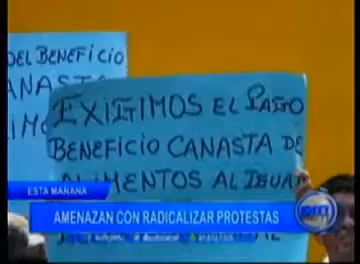 DEL BENEFICIO
CANASTA
EXIGIMOS EL PAGO
BENEFICIO CANASTA DE
ALIMENTOS AL IGUAL
ESTA MAÑANA
AMENAZAN CON RADICALIZAR PROTESTAS